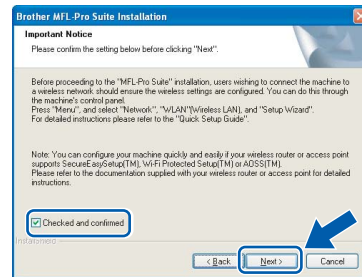 Brother MFL-Pro Suite Installation
Important Notice
Please confirm the setting below before clicking "Next".
Before proceeding to the "MFL-Pro Suite" installation, users wishing to connect the machine to
a wireless network should ensure the wireless settings are configured. You can do this through
the machine's control panel.
Press "Menu", and select "Network", "WLAN"(Wireless LAN), and "Setup Wizard".
For detailed instructions please refer to the "Quick Setup Guide".
Note: You can configure your machine quickly and easily if your wireless router or access point
supports SecureEasySetup(TM), Wi-Fi Protected Setup(TM) or AOSS(TM).
Please refer to the documentation supplied with your wireless router or access point for detailed
instructions.
Checked and confirmed
InstallShield
< Back Next > Cancel